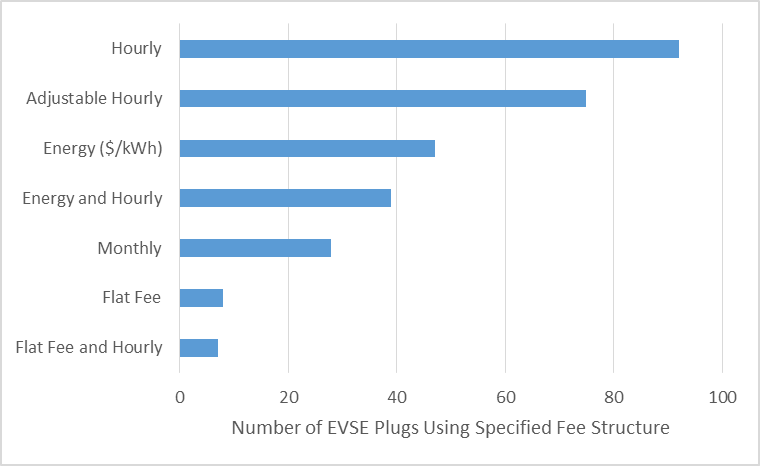 Hourly
Adjustable Hourly
Energy ($/kWh)
Energy and Hourly
Monthly
Flat Fee
Flat Fee and Hourly
0 20 40 60 80 100
Number of EVSE Plugs Using Specified Fee Structure